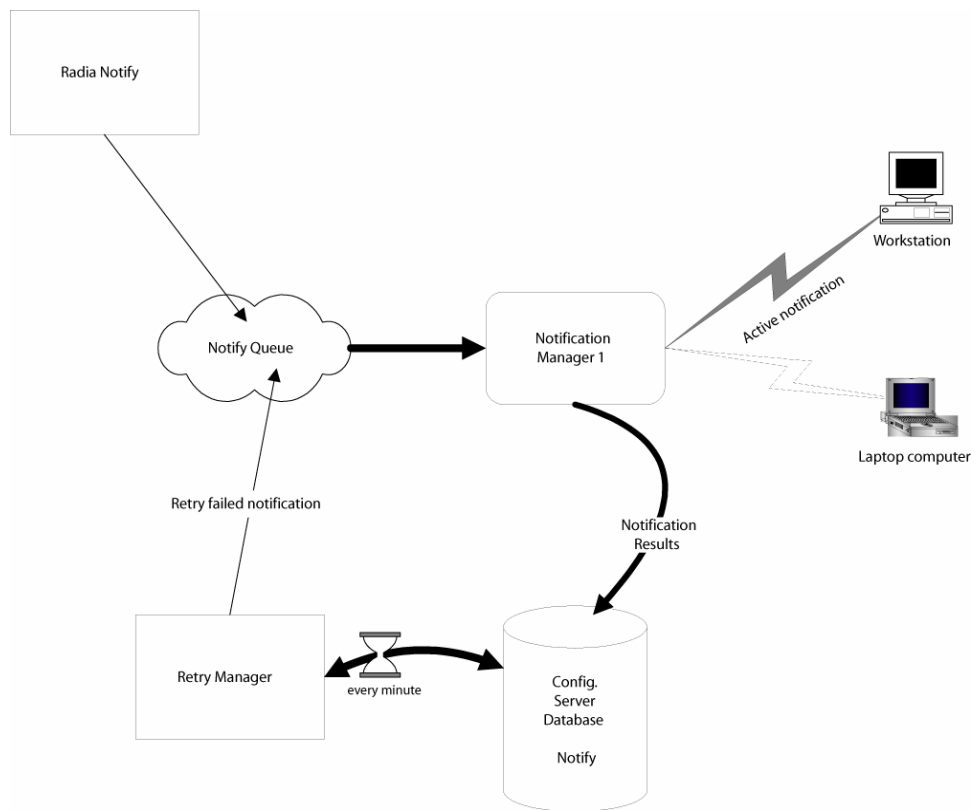 Radia Notify
Workstation
Active notification
Notify Queue
Notification
Manager 1
Laptop computer
Retry failed notification
Notification
Results
Retry Manager
every minute
Config.
Server
Database
Notify